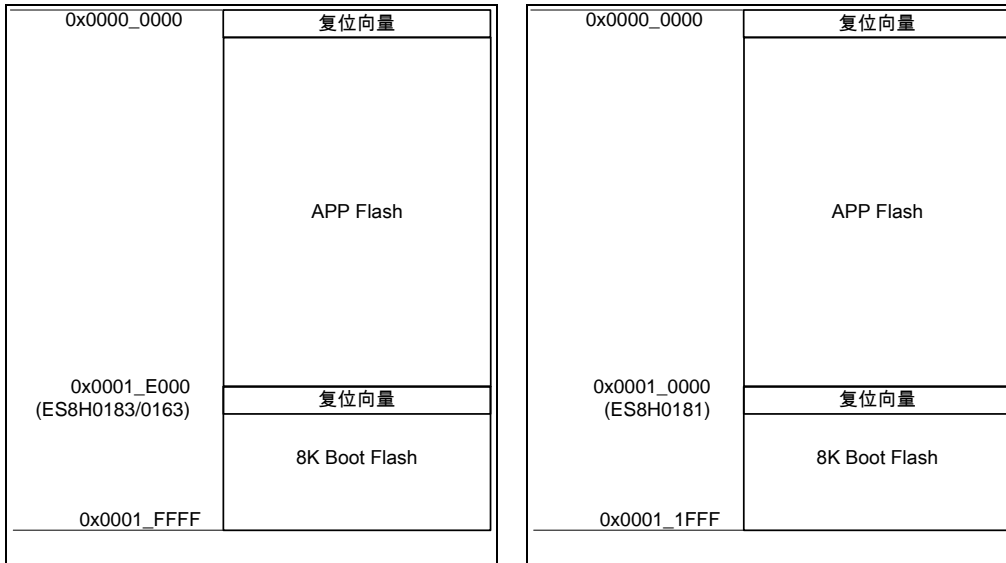 0x0000_0000
复位向量
APP Flash
0x0001_E000
(ES8H0183/0163)
复位向量
8K Boot Flash
0x0001_FFFF
0x0000_0000
复位向量
APP Flash
0x0001_0000
(ES8H0181)
复位向量
8K Boot Flash
0x0001_1FFF